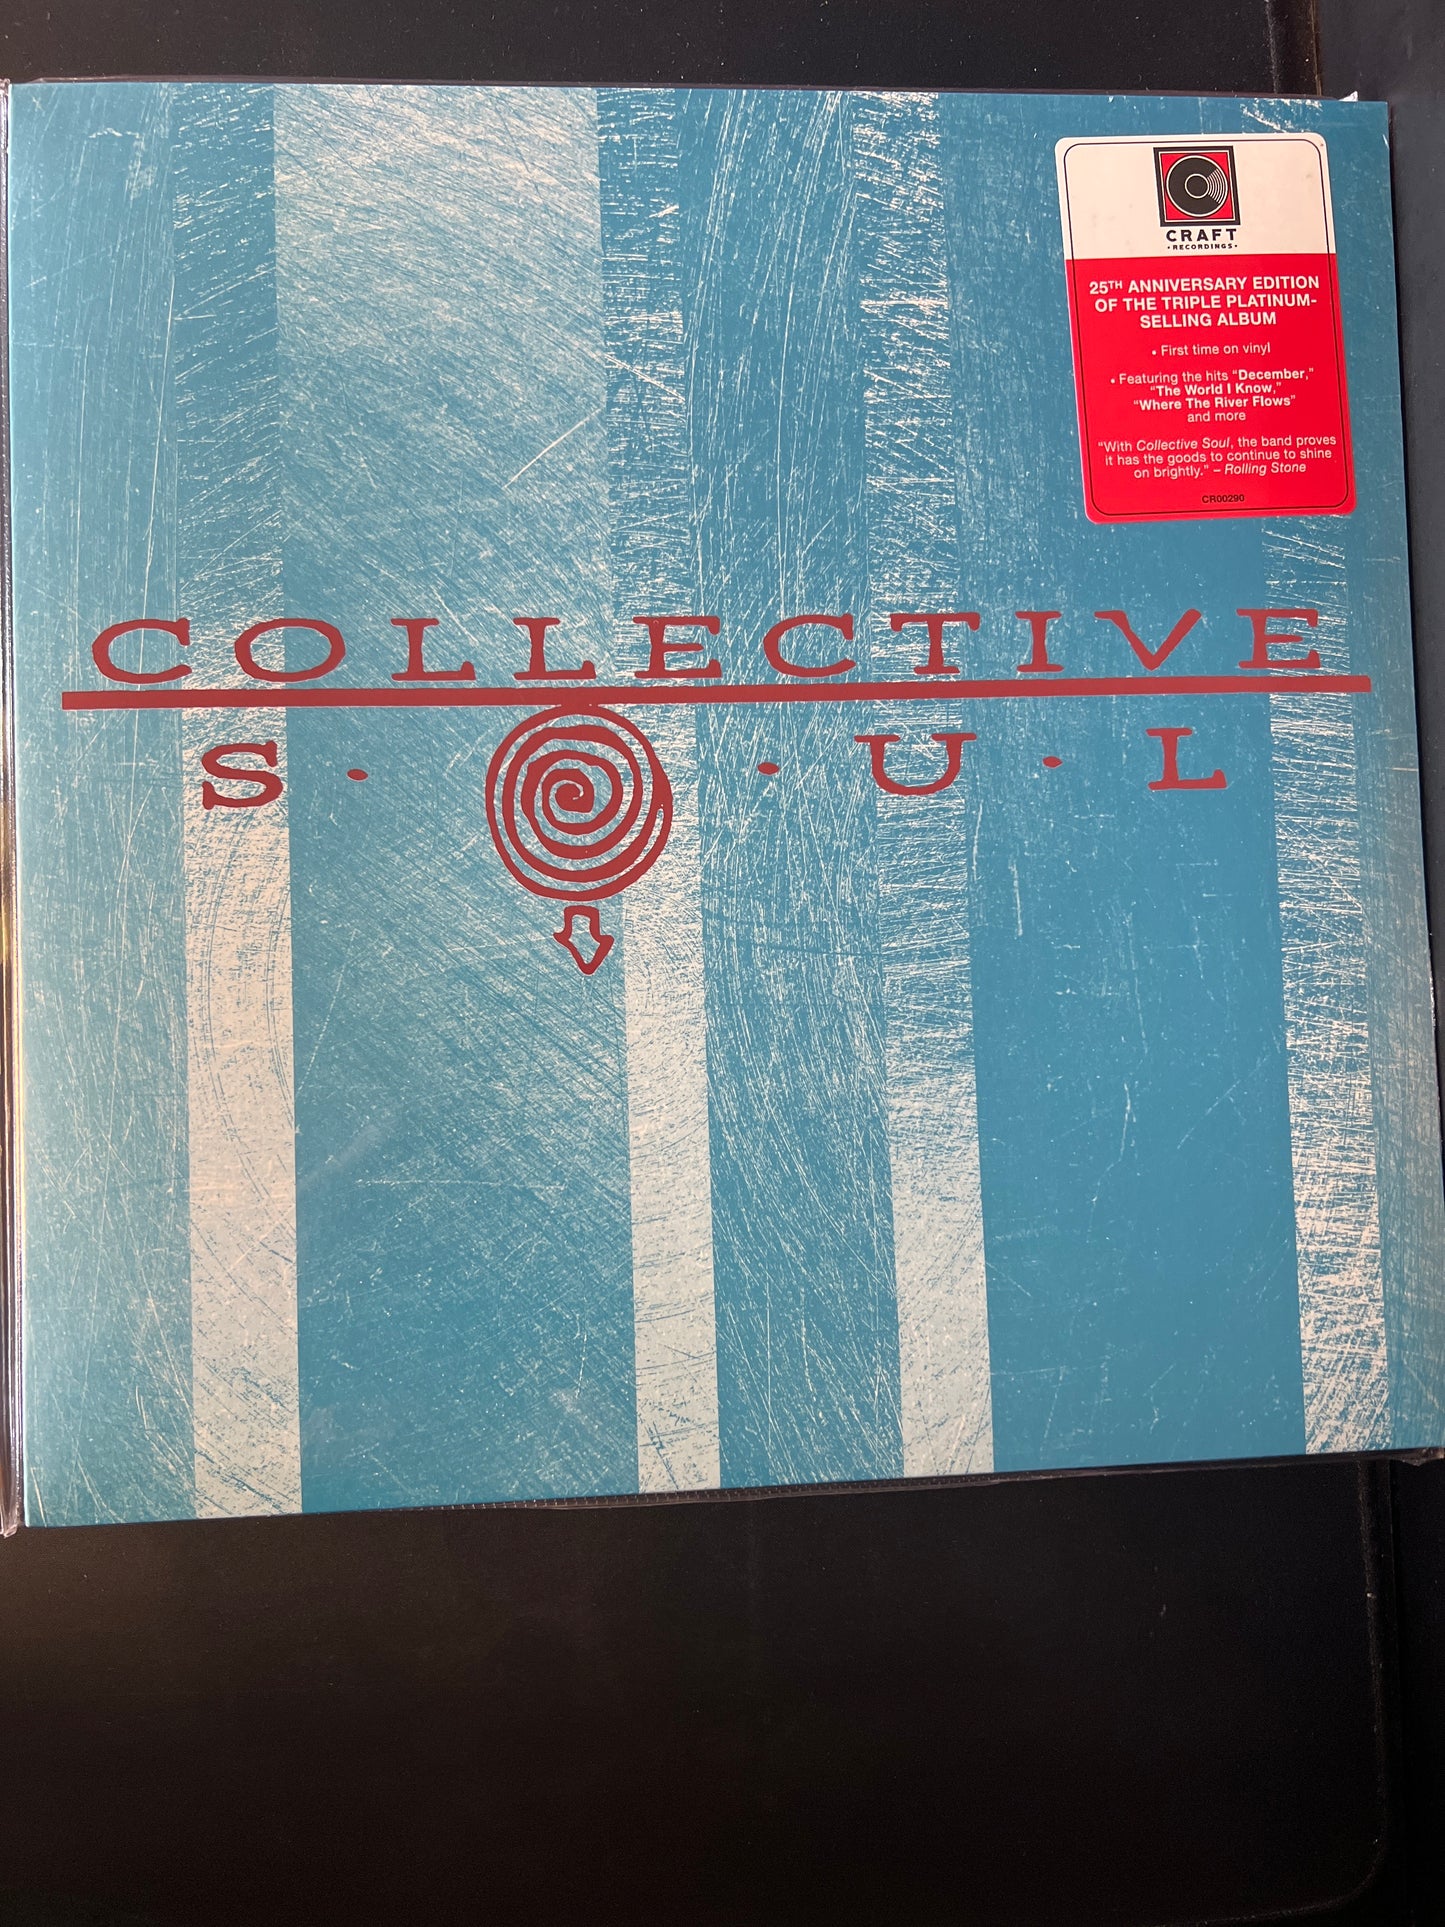 CRAFT
• RECORDINGS •
25TH ANNIVERSARY EDITION
OF THE TRIPLE PLATINUM-
SELLING ALBUM
• First time on vinyl
• Featuring the hits “December,”
“The World I Know,”
“Where The River Flows”
and more
“With Collective Soul, the band proves
it has the goods to continue to shine
on brightly.” – Rolling Stone
CR00290
COLLECTIVE
S·O·U·L